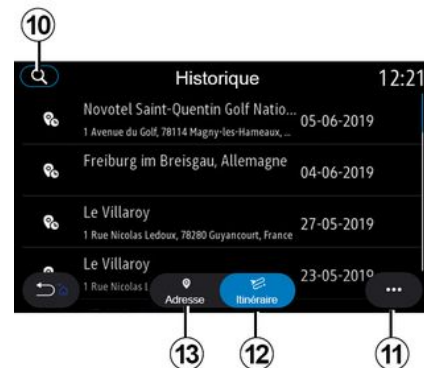 10
Historique 12:21
Novotel Saint-Quentin Golf Natio...
1 Avenue du Golf, 78114 Magny-les-Hameaux, ...
05-06-2019
Freiburg im Breisgau, Allemagne
04-06-2019
Le Villaroy
1 Rue Nicolas Ledoux, 78280 Guyancourt, France
27-05-2019
Le Villaroy
1 Rue Nicolas L
23-05-2019
Adresse
Itinéraire
...
13 12 11